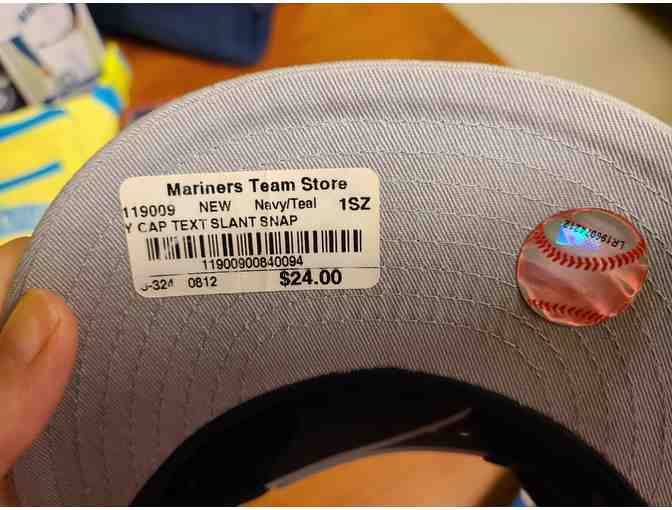 Mariners Team Store
119009 NEW Navy/Teal 1SZ
Y CAP TEXT SLANT SNAP
11900900840094
0812 $24.00